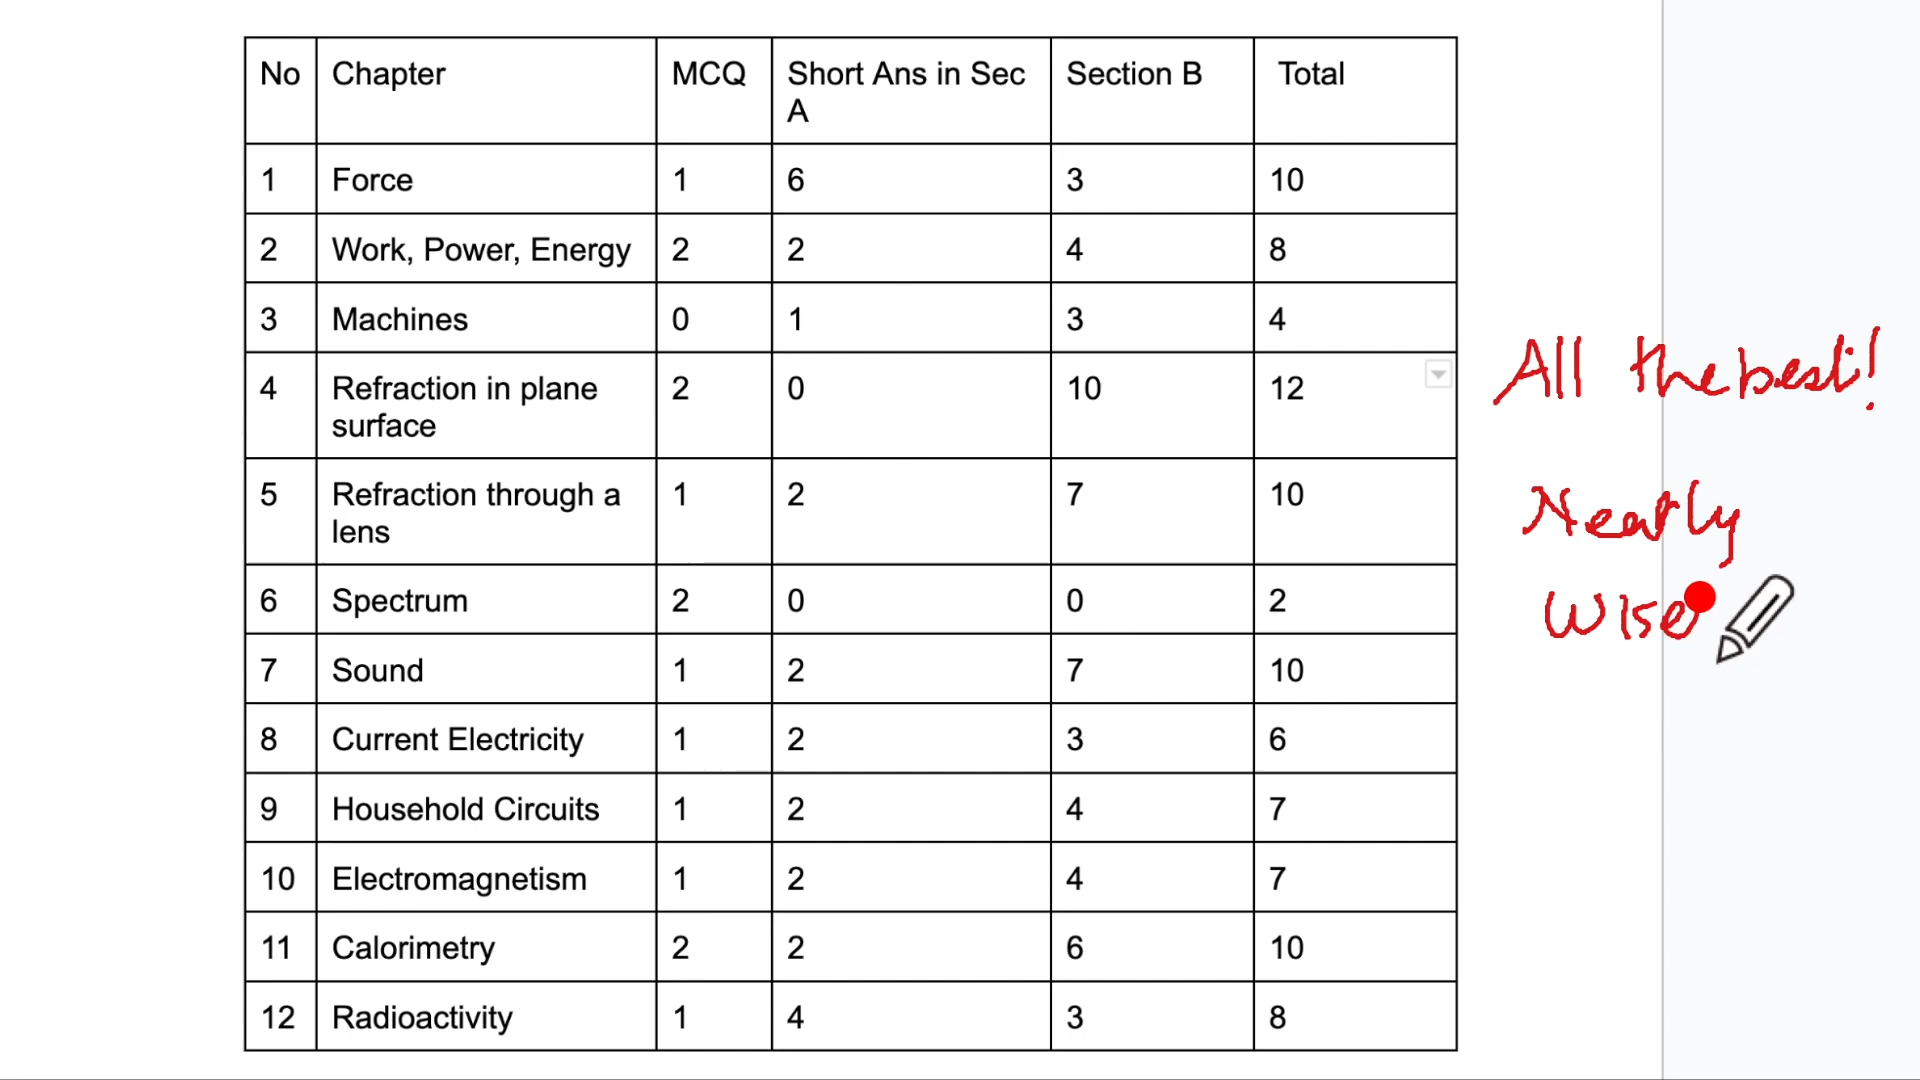 No Chapter MCQ Short Ans in Sec A Section B Total
1 Force 1 6 3 10
2 Work, Power, Energy 2 2 4 8
3 Machines 0 1 3 4
4 Refraction in plane surface 2 0 10 12
5 Refraction through a lens 1 2 7 10
6 Spectrum 2 0 0 2
7 Sound 1 2 7 10
8 Current Electricity 1 2 3 6
9 Household Circuits 1 2 4 7
10 Electromagnetism 1 2 4 7
11 Calorimetry 2 2 6 10
12 Radioactivity 1 4 3 8
All the best!
Neatly
Wise